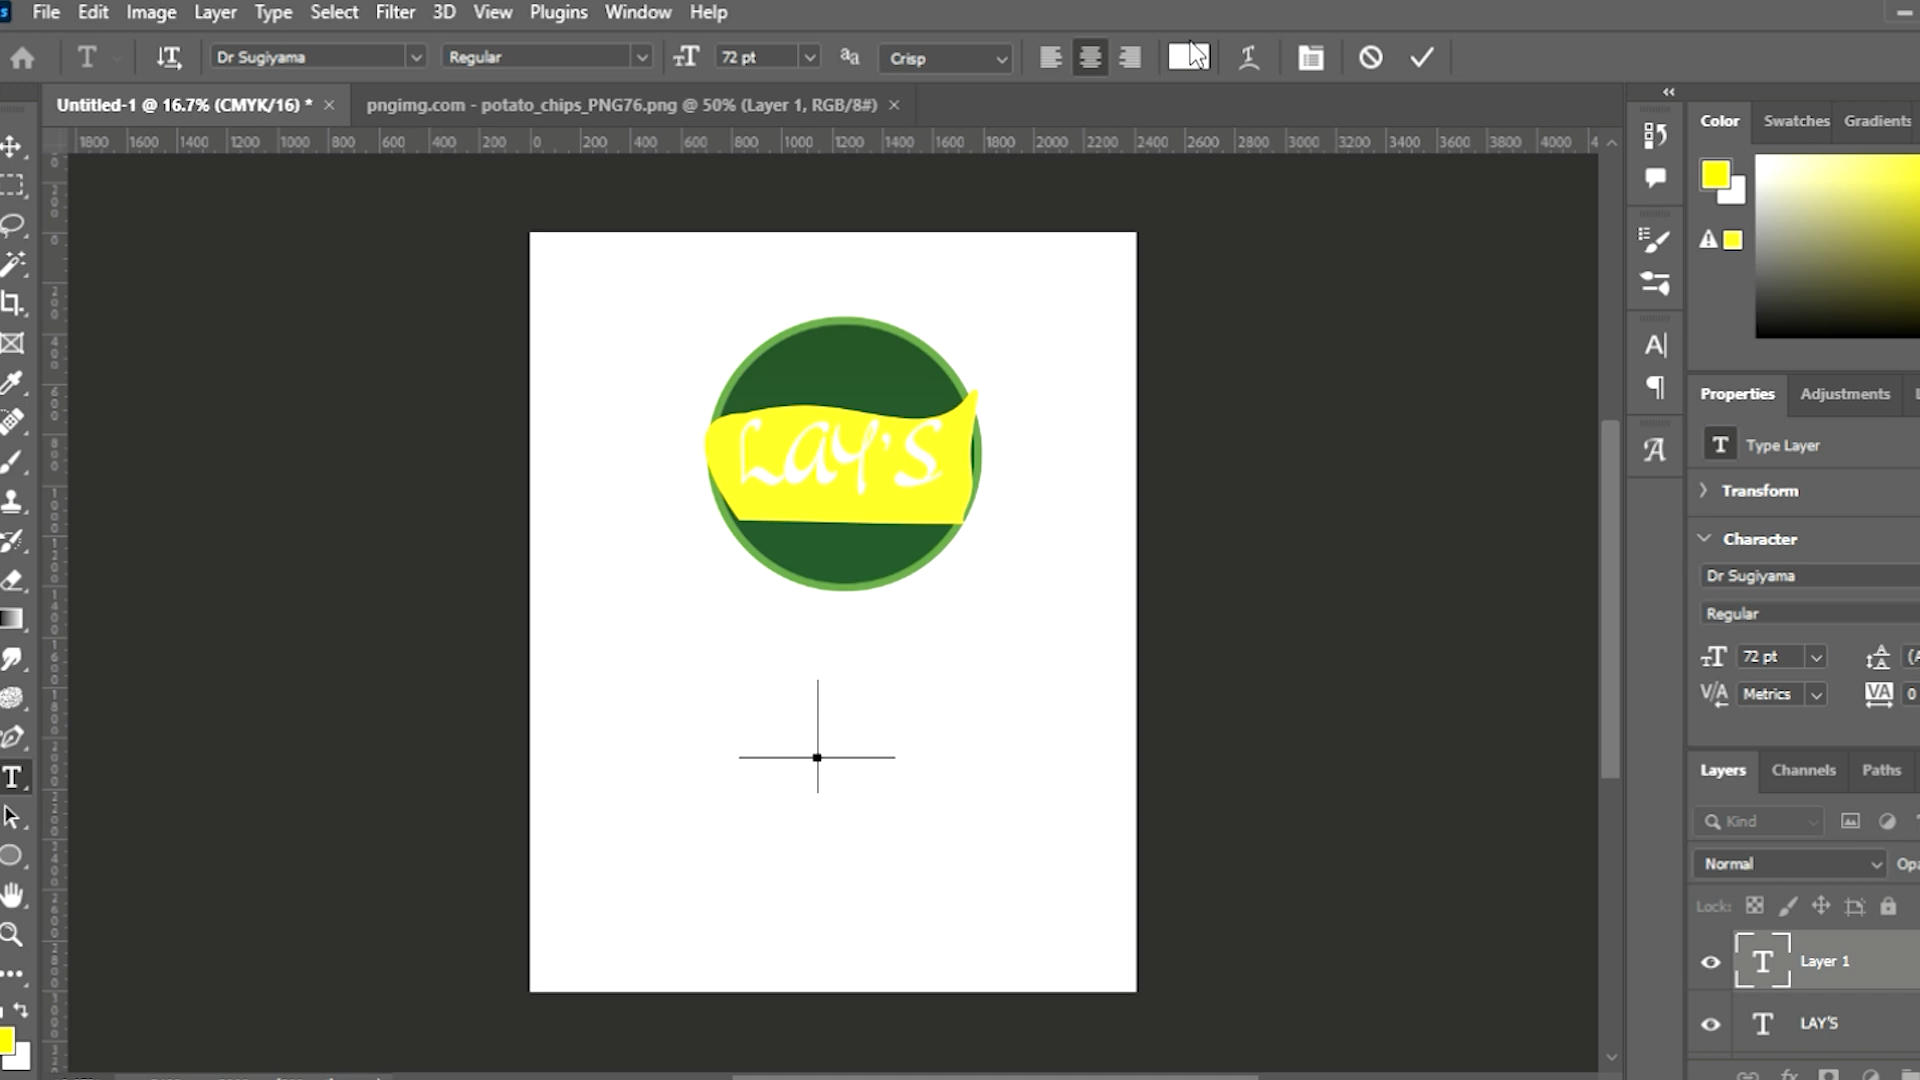 File Edit Image Layer Type Select Filter 3D View Plugins Window Help
Dr Sugiyama Regular 72 pt aa Crisp
Untitled-1 @ 16.7% (CMYK/16) * × pngimg.com - potato_chips_PNG76.png @ 50% (Layer 1, RGB/8#) ×
1800 1600 1400 1200 1000 800 600 400 200 0 200 400 600 800 1000 1200 1400 1600 1800 2000 2200 2400 2600 2800 3000 3200 3400 3600 3800 4000 4
Color Swatches Gradients
LAY'S
Properties Adjustments
T Type Layer
Transform
Character
Dr Sugiyama
Regular
72 pt
Metrics 0
Layers Channels Paths
Kind
Normal Opa
Lock:
T Layer 1
T LAY'S
fx